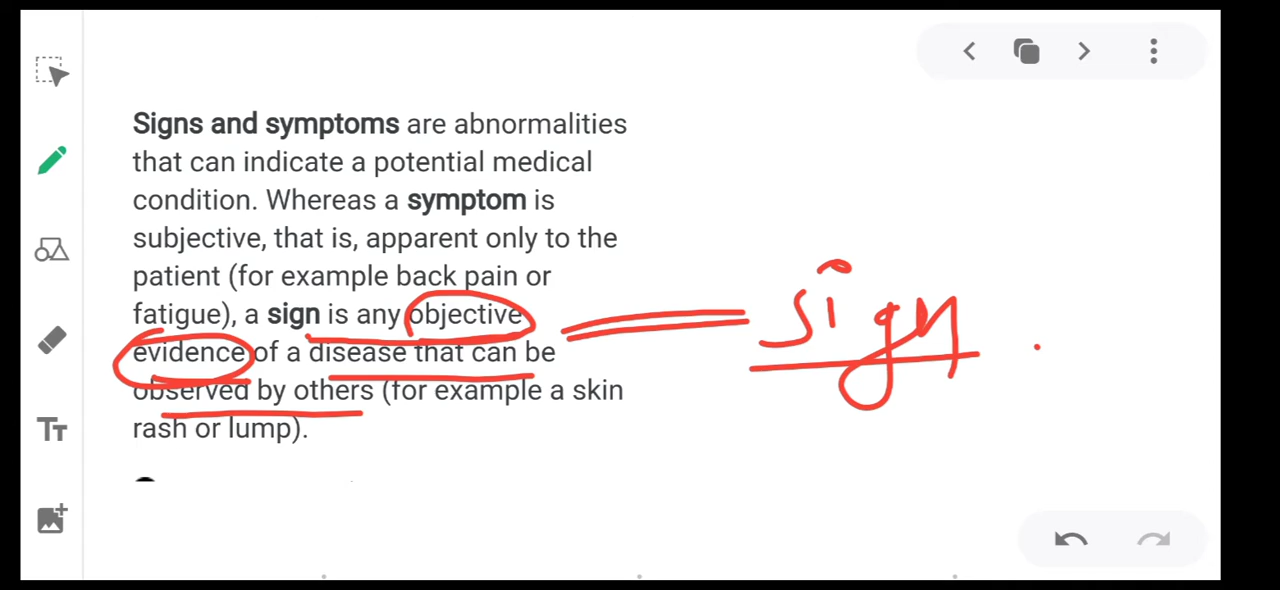 Signs and symptoms are abnormalities
that can indicate a potential medical
condition. Whereas a symptom is
subjective, that is, apparent only to the
patient (for example back pain or
fatigue), a sign is any objective
evidence of a disease that can be
observed by others (for example a skin
rash or lump).
sign
TT